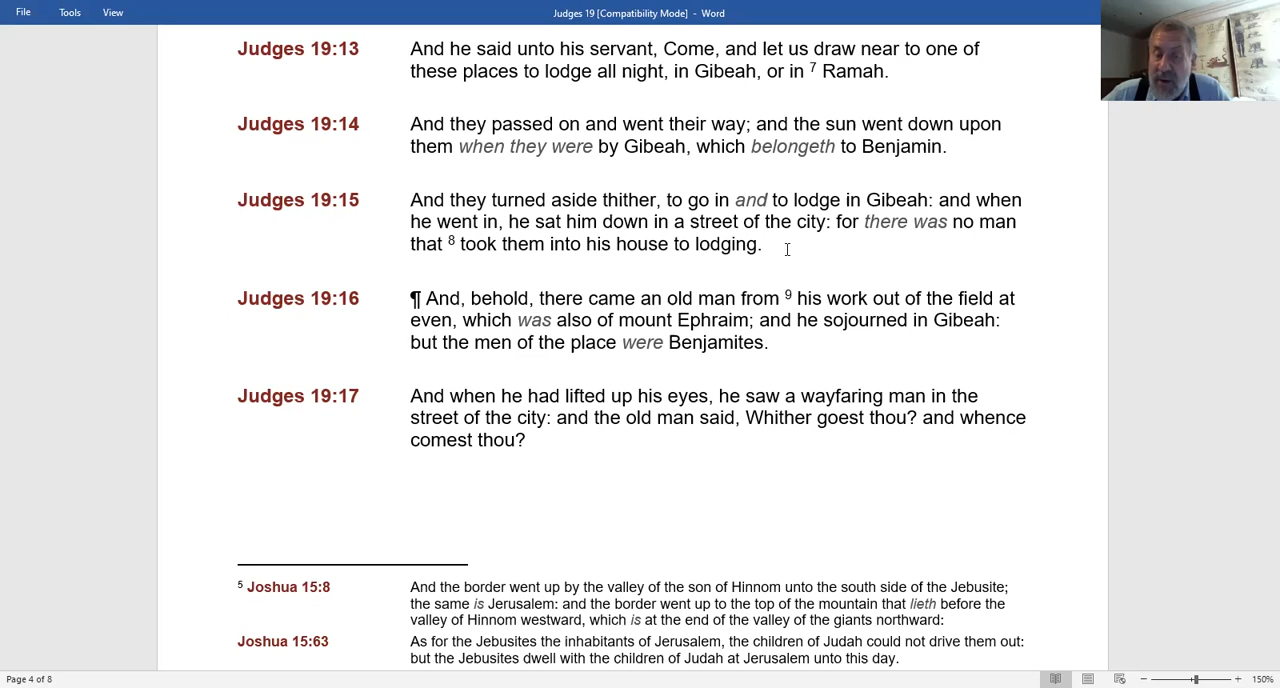 File Tools View Judges 19 [Compatibility Mode] - Word
Judges 19:13 And he said unto his servant, Come, and let us draw near to one of
these places to lodge all night, in Gibeah, or in 7 Ramah.
Judges 19:14 And they passed on and went their way; and the sun went down upon
them when they were by Gibeah, which belongeth to Benjamin.
Judges 19:15 And they turned aside thither, to go in and to lodge in Gibeah: and when
he went in, he sat him down in a street of the city: for there was no man
that 8 took them into his house to lodging.
Judges 19:16 ¶ And, behold, there came an old man from 9 his work out of the field at
even, which was also of mount Ephraim; and he sojourned in Gibeah:
but the men of the place were Benjamites.
Judges 19:17 And when he had lifted up his eyes, he saw a wayfaring man in the
street of the city: and the old man said, Whither goest thou? and whence
comest thou?
5 Joshua 15:8 And the border went up by the valley of the son of Hinnom unto the south side of the Jebusite;
the same is Jerusalem: and the border went up to the top of the mountain that lieth before the
valley of Hinnom westward, which is at the end of the valley of the giants northward:
Joshua 15:63 As for the Jebusites the inhabitants of Jerusalem, the children of Judah could not drive them out:
but the Jebusites dwell with the children of Judah at Jerusalem unto this day.
Page 4 of 8 150%